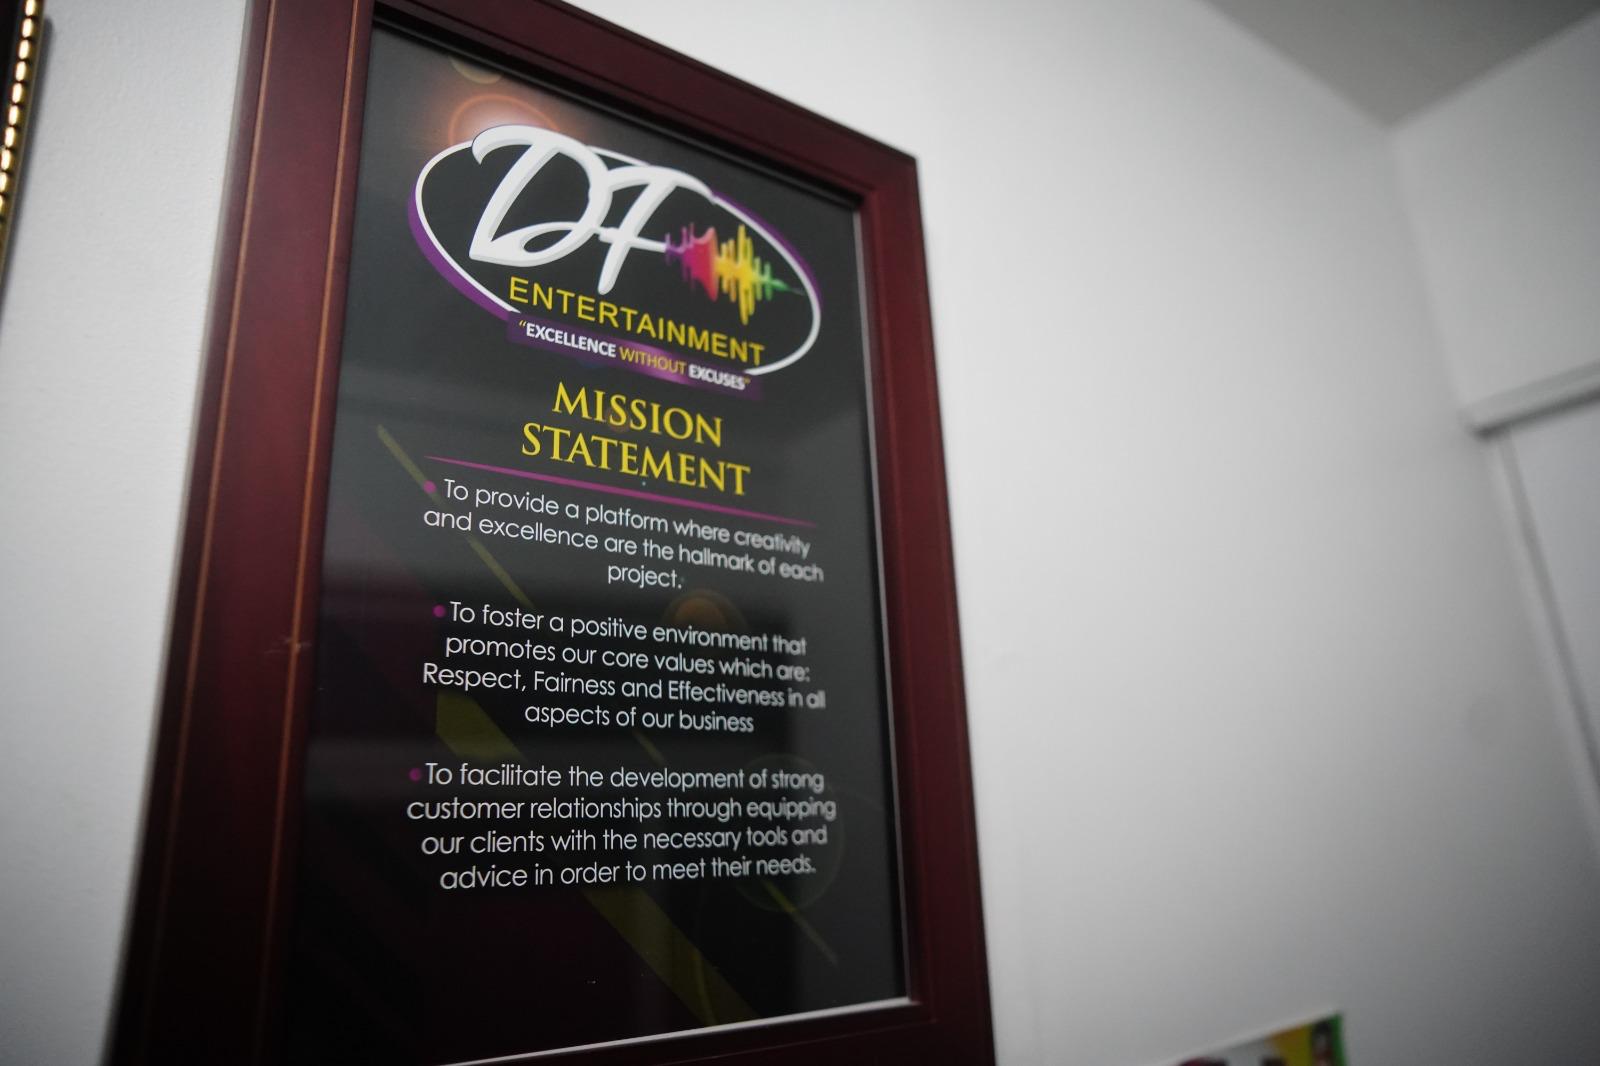 DF
ENTERTAINMENT
"EXCELLENCE WITHOUT EXCUSES"
MISSION
STATEMENT
• To provide a platform where creativity
and excellence are the hallmark of each
project.
• To foster a positive environment that
promotes our core values which are:
Respect, Fairness and Effectiveness in all
aspects of our business
• To facilitate the development of strong
customer relationships through equipping
our clients with the necessary tools and
advice in order to meet their needs.